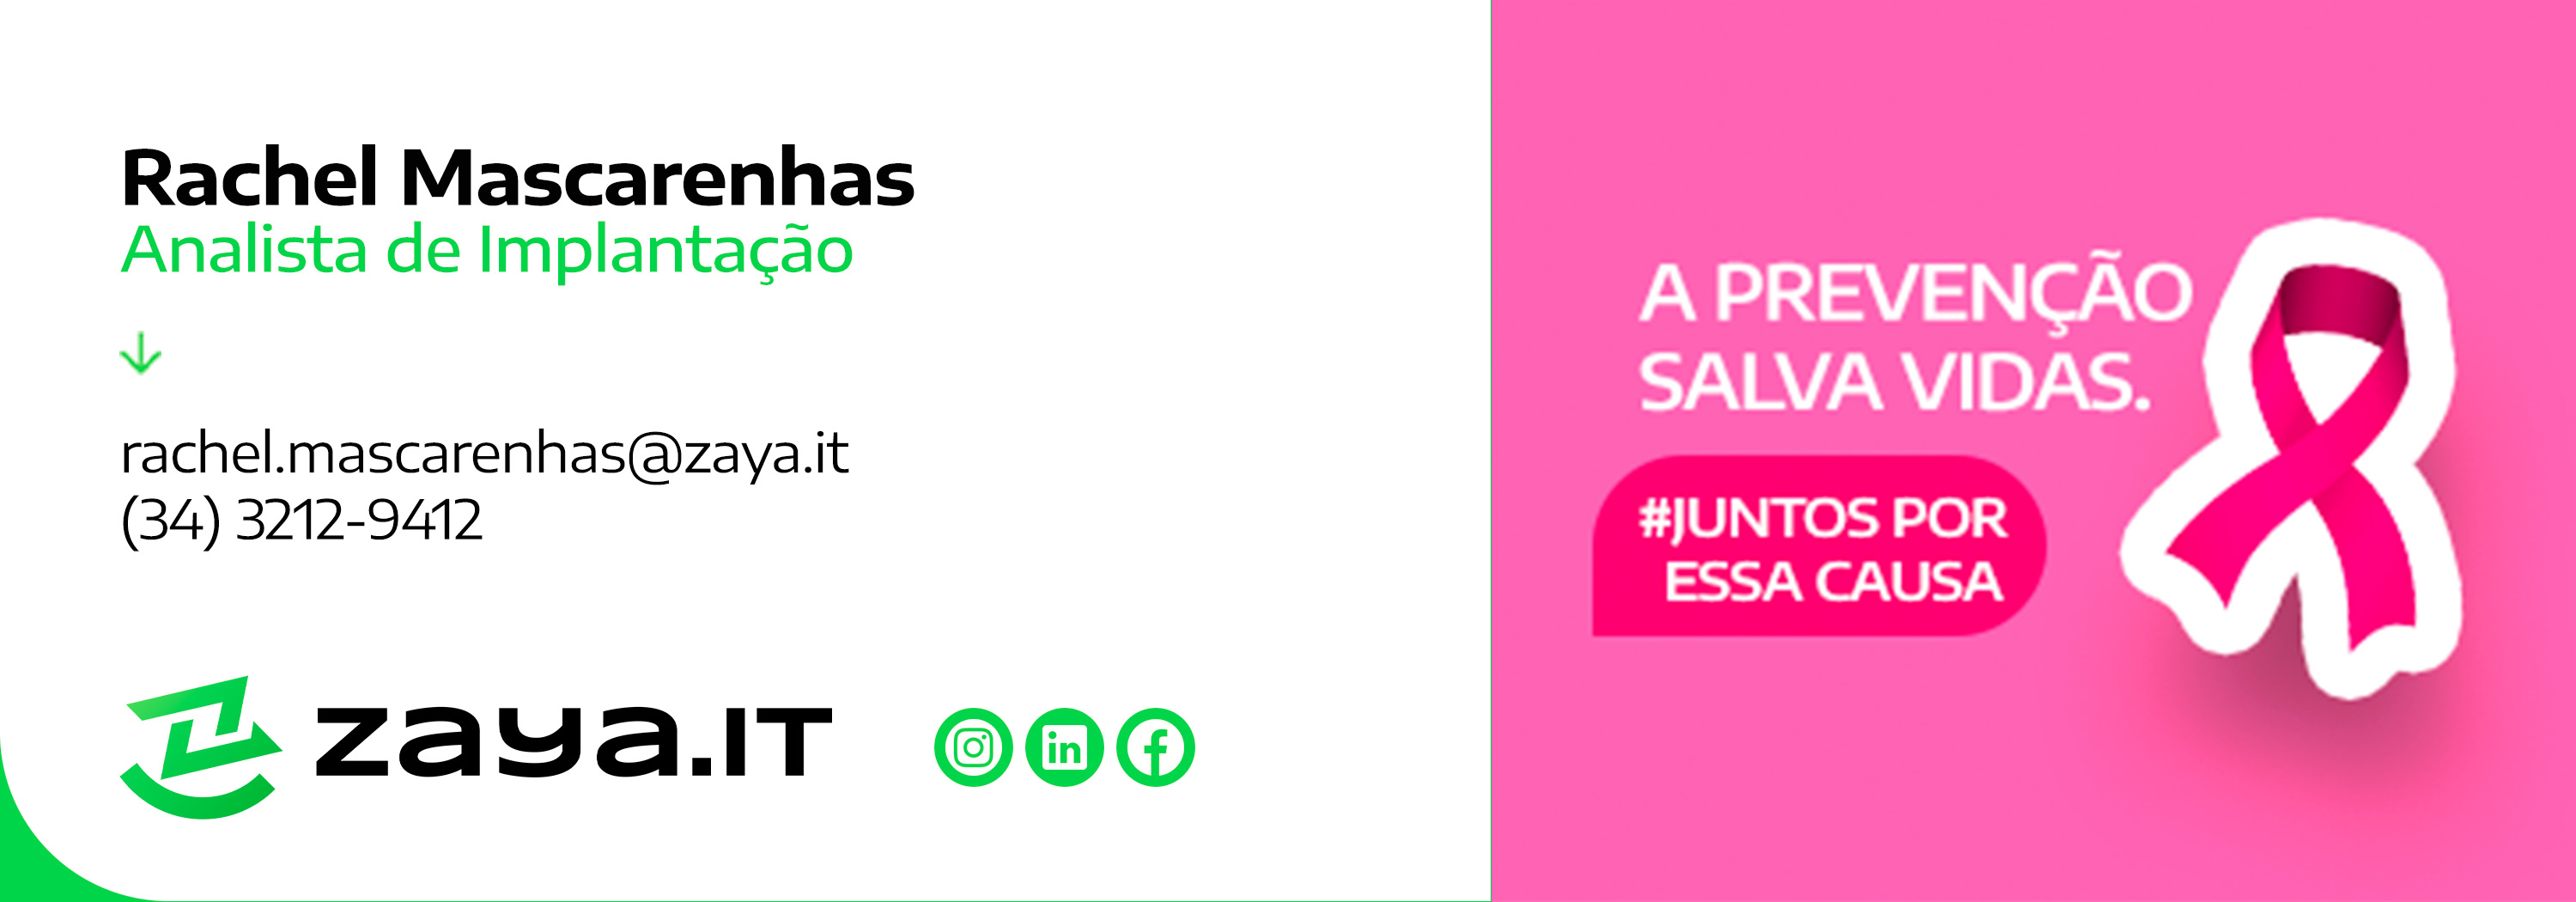 Rachel Mascarenhas
Analista de Implantação
rachel.mascarenhas@zaya.it
(34) 3212-9412
zaya.IT
in
f
A PREVENÇÃO
SALVA VIDAS.
#JUNTOS POR
ESSA CAUSA